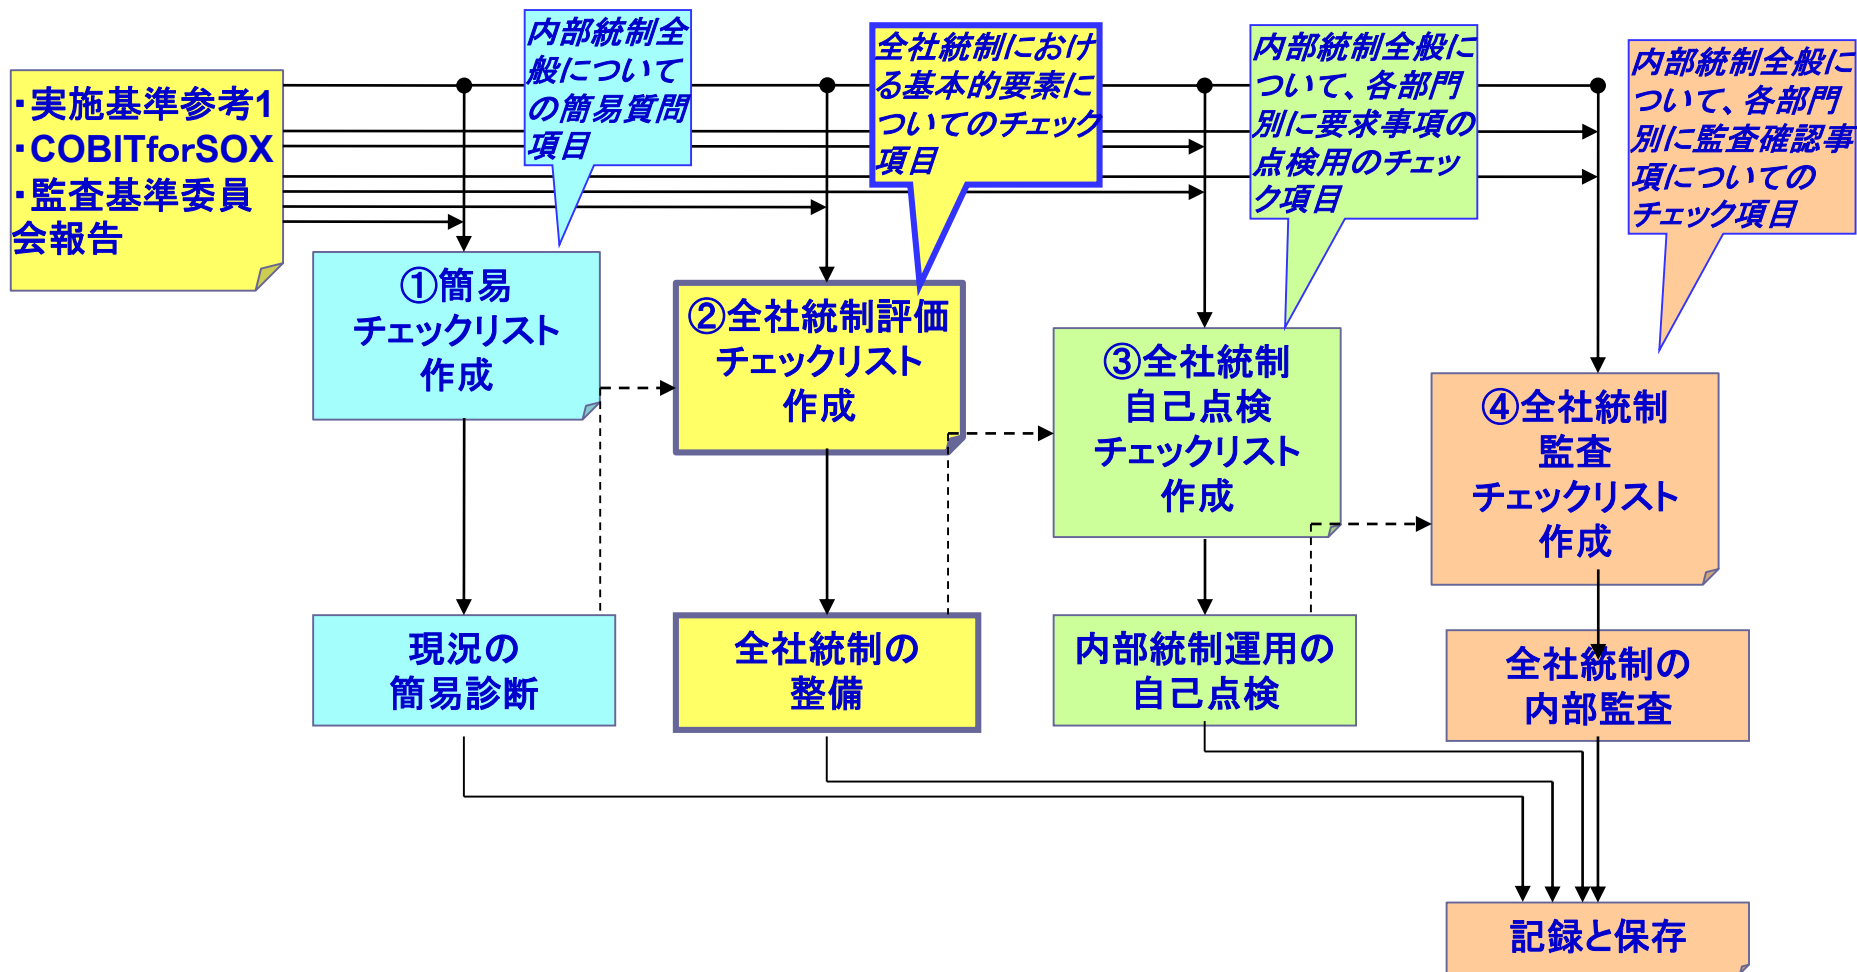 ・実施基準参考1
・COBITforSOX
・監査基準委員
会報告
内部統制全
般について
の簡易質問
項目
全社統制におけ
る基本的要素に
ついてのチェック
項目
内部統制全般に
ついて、各部門
別に要求事項の
点検用のチェッ
ク項目
内部統制全般に
ついて、各部門
別に監査確認事
項についての
チェック項目
①簡易
チェックリスト
作成
②全社統制評価
チェックリスト
作成
③全社統制
自己点検
チェックリスト
作成
④全社統制
監査
チェックリスト
作成
現況の
簡易診断
全社統制の
整備
内部統制運用の
自己点検
全社統制の
内部監査
記録と保存